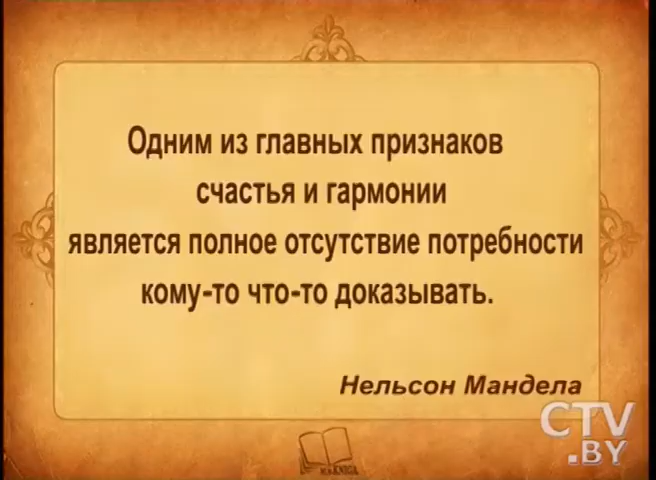 Одним из главных признаков
счастья и гармонии
является полное отсутствие потребности
кому-то что-то доказывать.
Нельсон Мандела
CTV
.BY